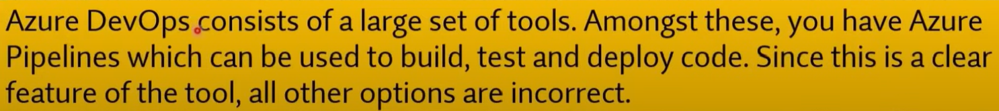 Azure DevOps consists of a large set of tools. Amongst these, you have Azure
Pipelines which can be used to build, test and deploy code. Since this is a clear
feature of the tool, all other options are incorrect.